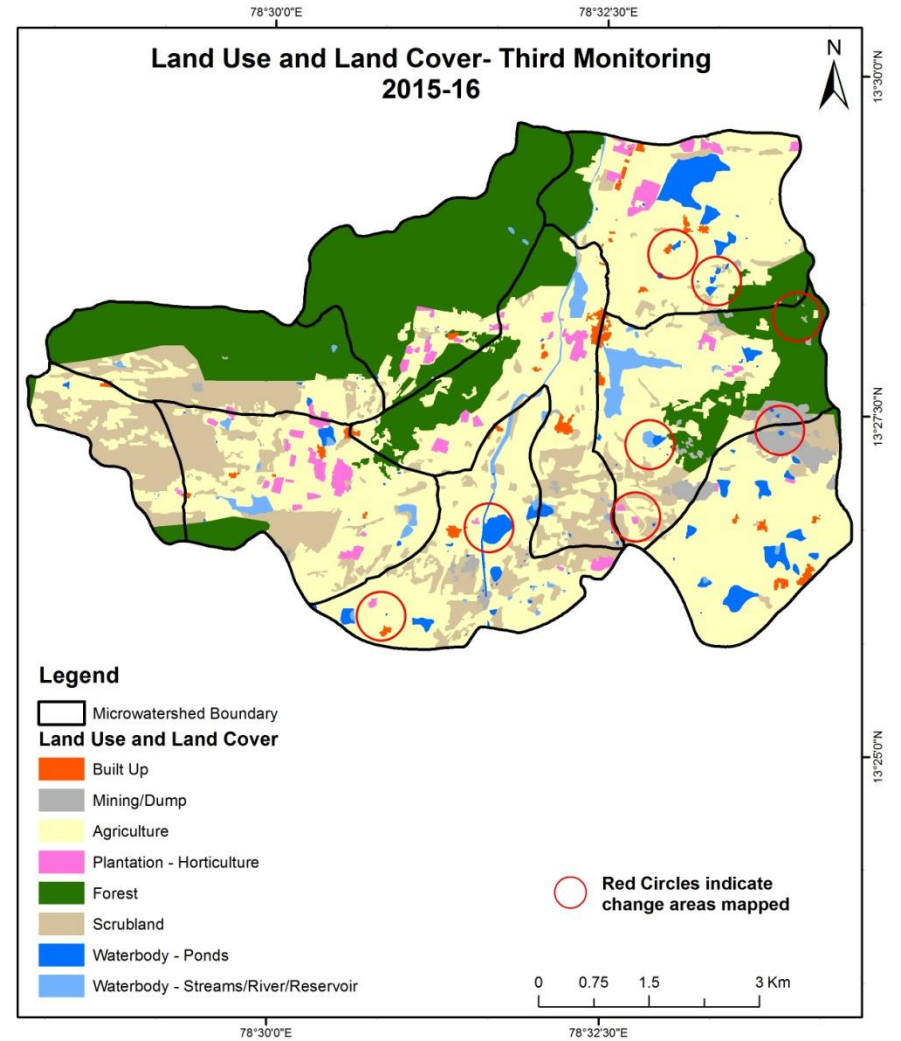 78°30'0"E 78°32'30"E
Land Use and Land Cover- Third Monitoring
2015-16
N
13°30'0"N
13°27'30"N
13°25'0"N
Legend
Microwatershed Boundary
Land Use and Land Cover
Built Up
Mining/Dump
Agriculture
Plantation - Horticulture
Forest
Scrubland
Waterbody - Ponds
Waterbody - Streams/River/Reservoir
Red Circles indicate
change areas mapped
0 0.75 1.5 3 Km
78°30'0"E 78°32'30"E